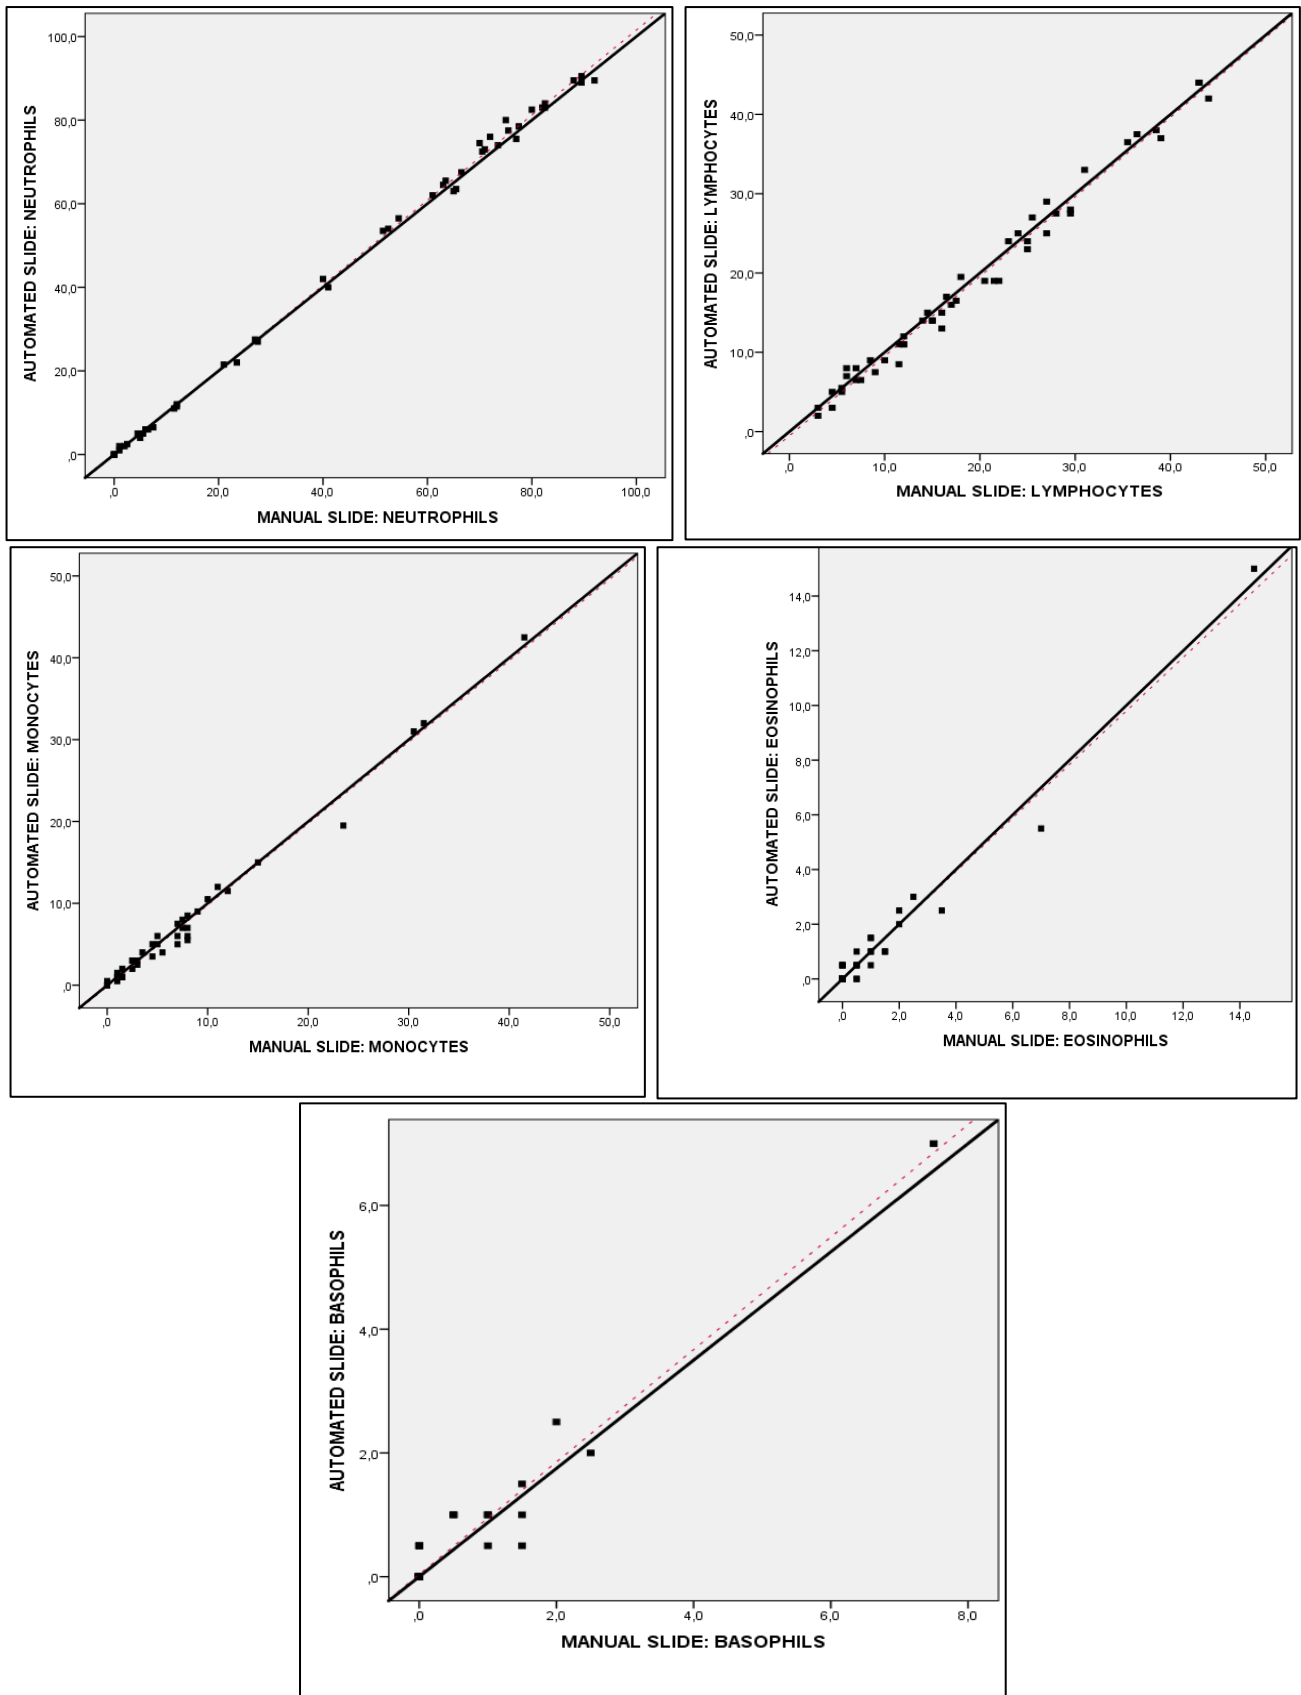 AUTOMATED SLIDE: NEUTROPHILS
100,0
80,0
60,0
40,0
20,0
,0
,0 20,0 40,0 60,0 80,0 100,0
MANUAL SLIDE: NEUTROPHILS
AUTOMATED SLIDE: LYMPHOCYTES
50,0
40,0
30,0
20,0
10,0
,0
,0 10,0 20,0 30,0 40,0 50,0
MANUAL SLIDE: LYMPHOCYTES
AUTOMATED SLIDE: MONOCYTES
50,0
40,0
30,0
20,0
10,0
,0
,0 10,0 20,0 30,0 40,0 50,0
MANUAL SLIDE: MONOCYTES
AUTOMATED SLIDE: EOSINOPHILS
14,0
12,0
10,0
8,0
6,0
4,0
2,0
,0
,0 2,0 4,0 6,0 8,0 10,0 12,0 14,0
MANUAL SLIDE: EOSINOPHILS
AUTOMATED SLIDE: BASOPHILS
6,0
4,0
2,0
,0
,0 2,0 4,0 6,0 8,0
MANUAL SLIDE: BASOPHILS